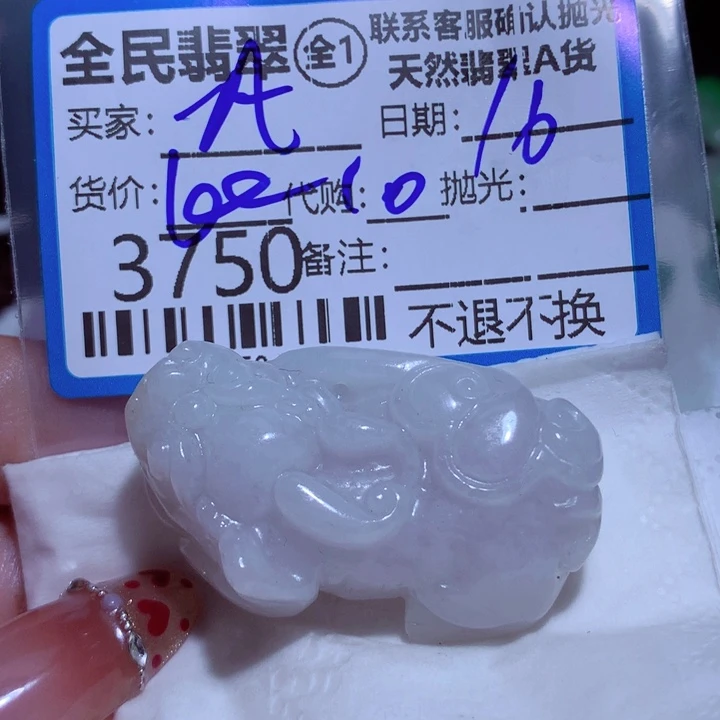 全民翡翠 全1 联系客服确认抛光
天然翡翠A货
买家: A 日期: 16
货价: 代购: 10 抛光:
3750 备注:
不退不换